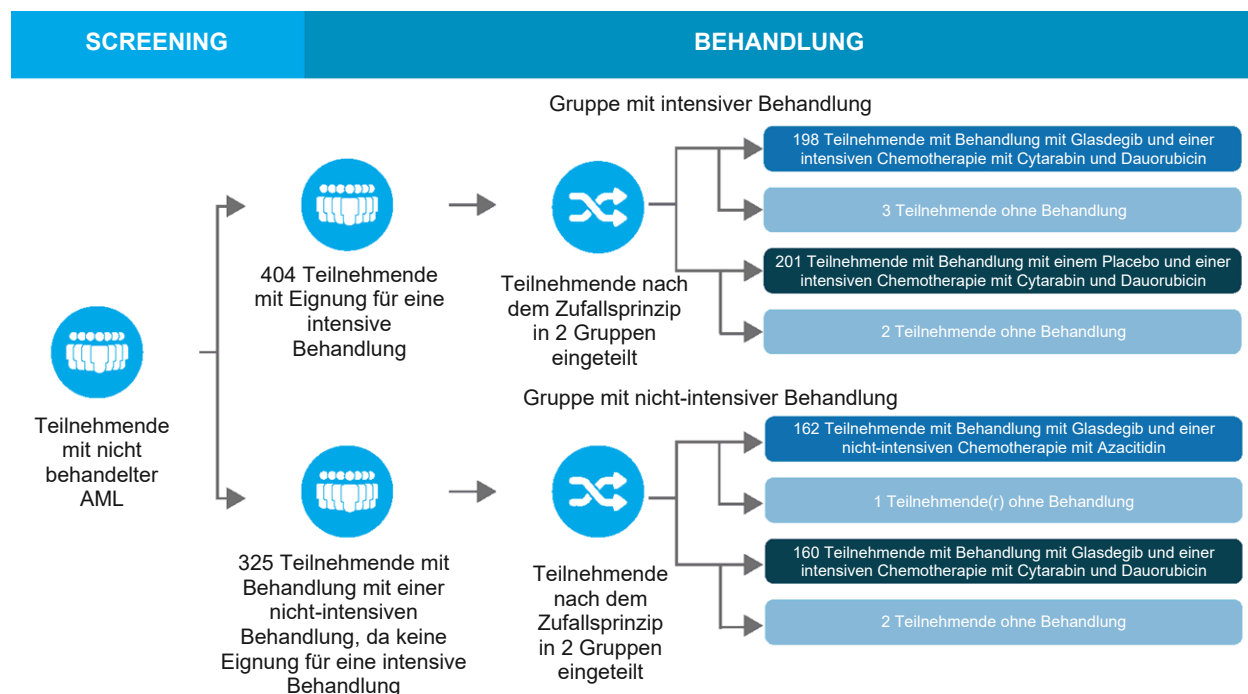 SCREENING
BEHANDLUNG
Gruppe mit intensiver Behandlung
198 Teilnehmende mit Behandlung mit Glasdegib und einer
intensiven Chemotherapie mit Cytarabin und Dauorubicin
3 Teilnehmende ohne Behandlung
201 Teilnehmende mit Behandlung mit einem Placebo und einer
intensiven Chemotherapie mit Cytarabin und Dauorubicin
2 Teilnehmende ohne Behandlung
404 Teilnehmende
mit Eignung für eine
intensive
Behandlung
Teilnehmende nach
dem Zufallsprinzip
in 2 Gruppen
eingeteilt
Teilnehmende
mit nicht
behandelter
AML
Gruppe mit nicht-intensiver Behandlung
162 Teilnehmende mit Behandlung mit Glasdegib und einer
nicht-intensiven Chemotherapie mit Azacitidin
1 Teilnehmende(r) ohne Behandlung
160 Teilnehmende mit Behandlung mit Glasdegib und einer
intensiven Chemotherapie mit Cytarabin und Dauorubicin
2 Teilnehmende ohne Behandlung
325 Teilnehmende mit
Behandlung mit einer
nicht-intensiven
Behandlung, da keine
Eignung für eine intensive
Behandlung
Teilnehmende
nach dem
Zufallsprinzip
in 2 Gruppen
eingeteilt